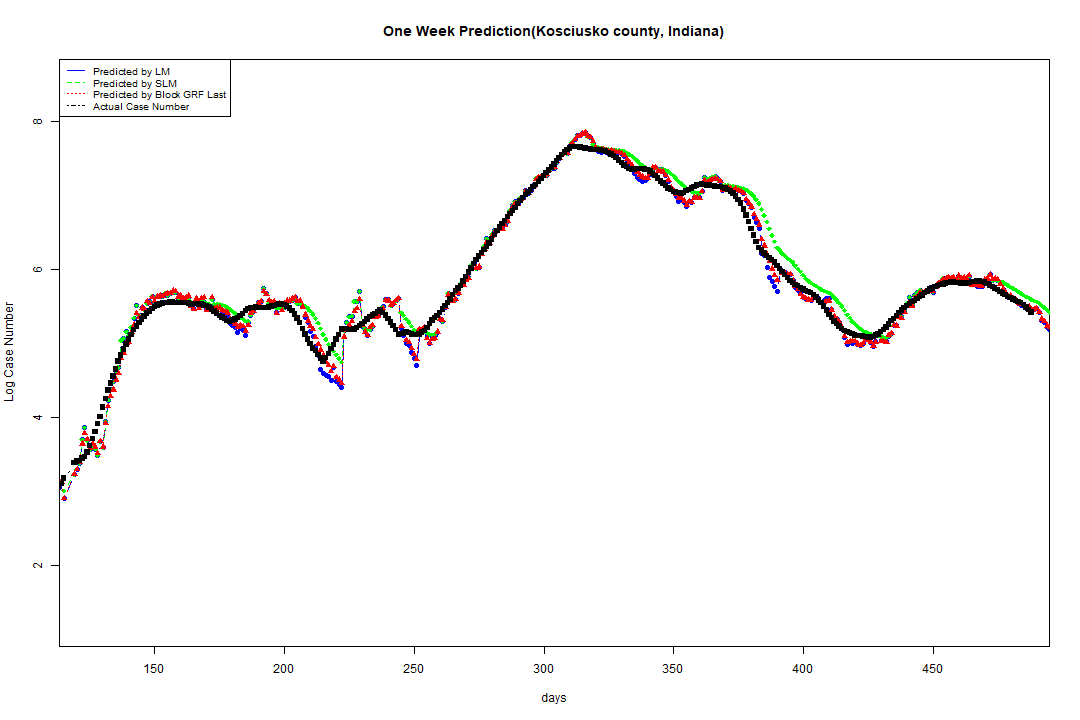 One Week Prediction(Kosciusko county, Indiana)
Predicted by LM
Predicted by SLM
Predicted by Block GRF Last
Actual Case Number
8
6
4
2
Log Case Number
150 200 250 300 350 400 450
days